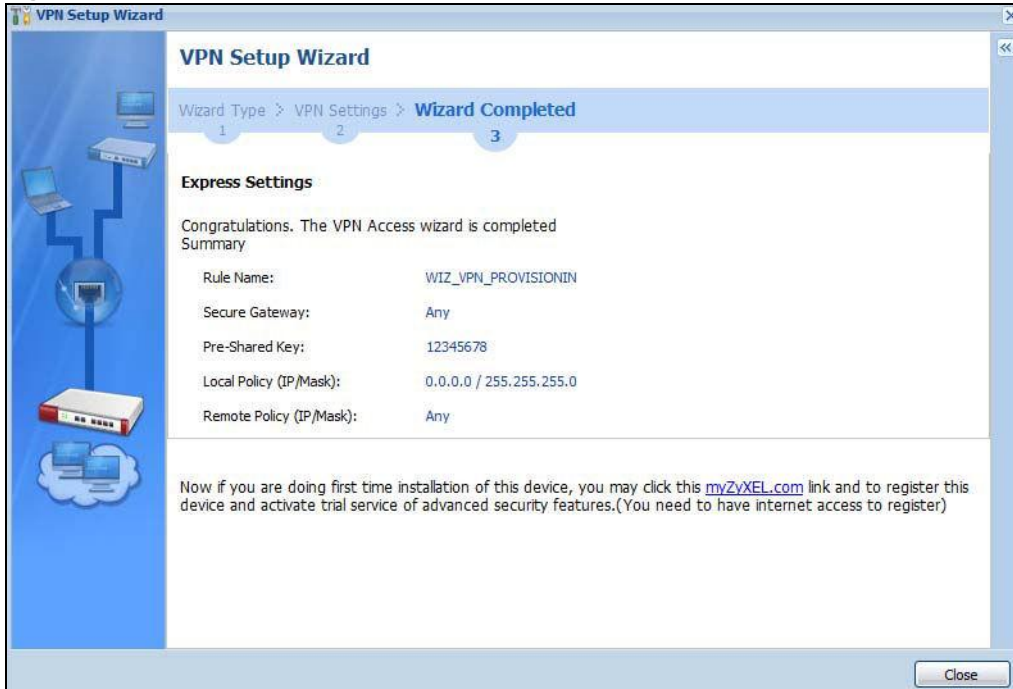 VPN Setup Wizard
VPN Setup Wizard
Wizard Type > VPN Settings > Wizard Completed
1 2 3
Express Settings
Congratulations. The VPN Access wizard is completed
Summary
Rule Name: WIZ_VPN_PROVISIONIN
Secure Gateway: Any
Pre-Shared Key: 12345678
Local Policy (IP/Mask): 0.0.0.0 / 255.255.255.0
Remote Policy (IP/Mask): Any
Now if you are doing first time installation of this device, you may click this myZyXEL.com link and to register this
device and activate trial service of advanced security features.(You need to have internet access to register)
Close